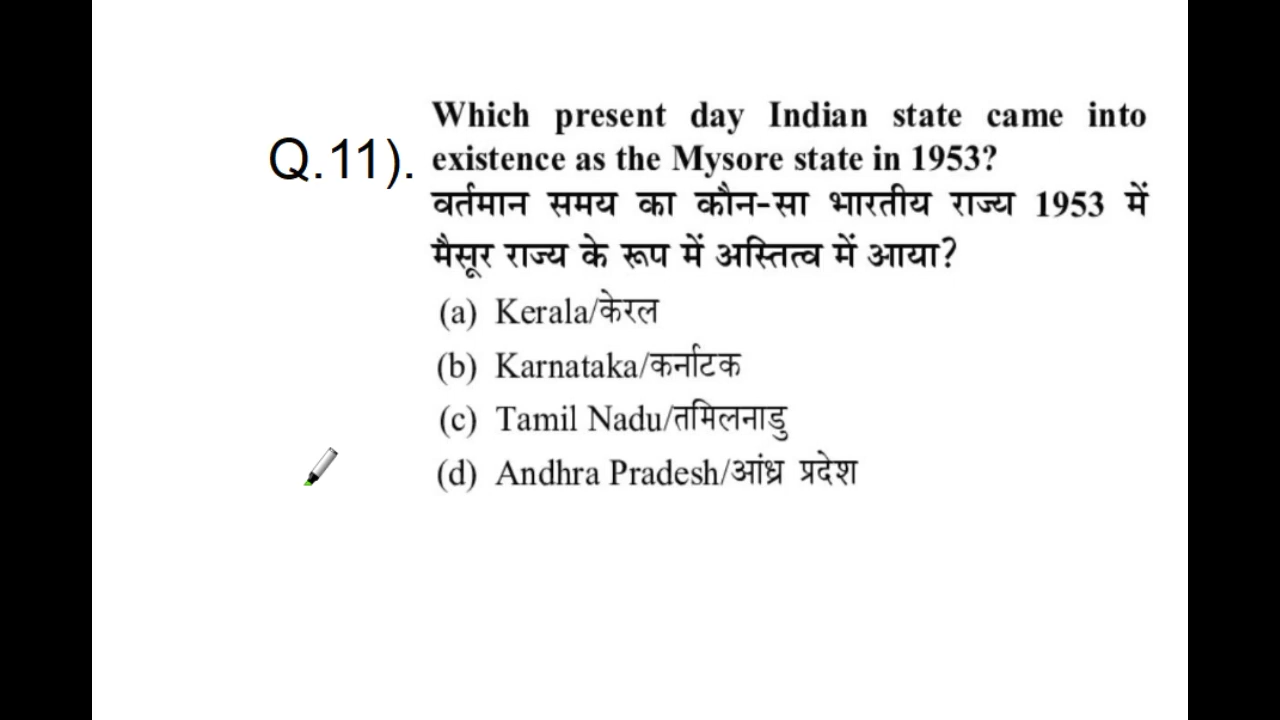 Which present day Indian state came into
Q.11). existence as the Mysore state in 1953?
वर्तमान समय का कौन-सा भारतीय राज्य 1953 में
मैसूर राज्य के रूप में अस्तित्व में आया?
(a) Kerala/केरल
(b) Karnataka/कर्नाटक
(c) Tamil Nadu/तमिलनाडु
(d) Andhra Pradesh/आंध्र प्रदेश